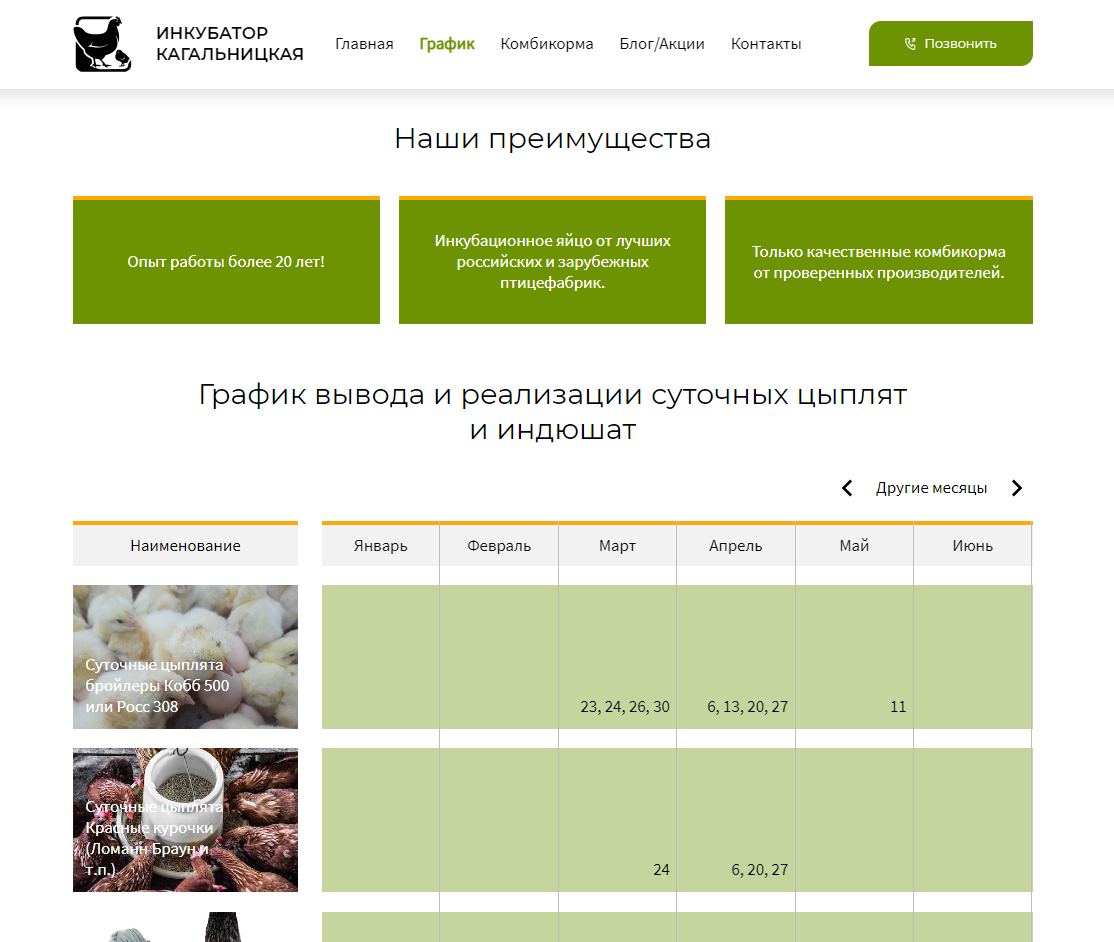 ИНКУБАТОР
КАГАЛЬНИЦКАЯ
Главная
График
Комбикорма
Блог/Акции
Контакты
Позвонить
Наши преимущества
Опыт работы более 20 лет!
Инкубационное яйцо от лучших
российских и зарубежных
птицефабрик.
Только качественные комбикорма
от проверенных производителей.
График вывода и реализации суточных цыплят
и индюшат
Другие месяцы
Наименование
Январь
Февраль
Март
Апрель
Май
Июнь
Суточные цыплята
бройлеры Кобб 500
или Росс 308
23, 24, 26, 30
6, 13, 20, 27
11
Суточные цыплята
Красные курочки
(Ломанн Браун и
т.п.)
24
6, 20, 27